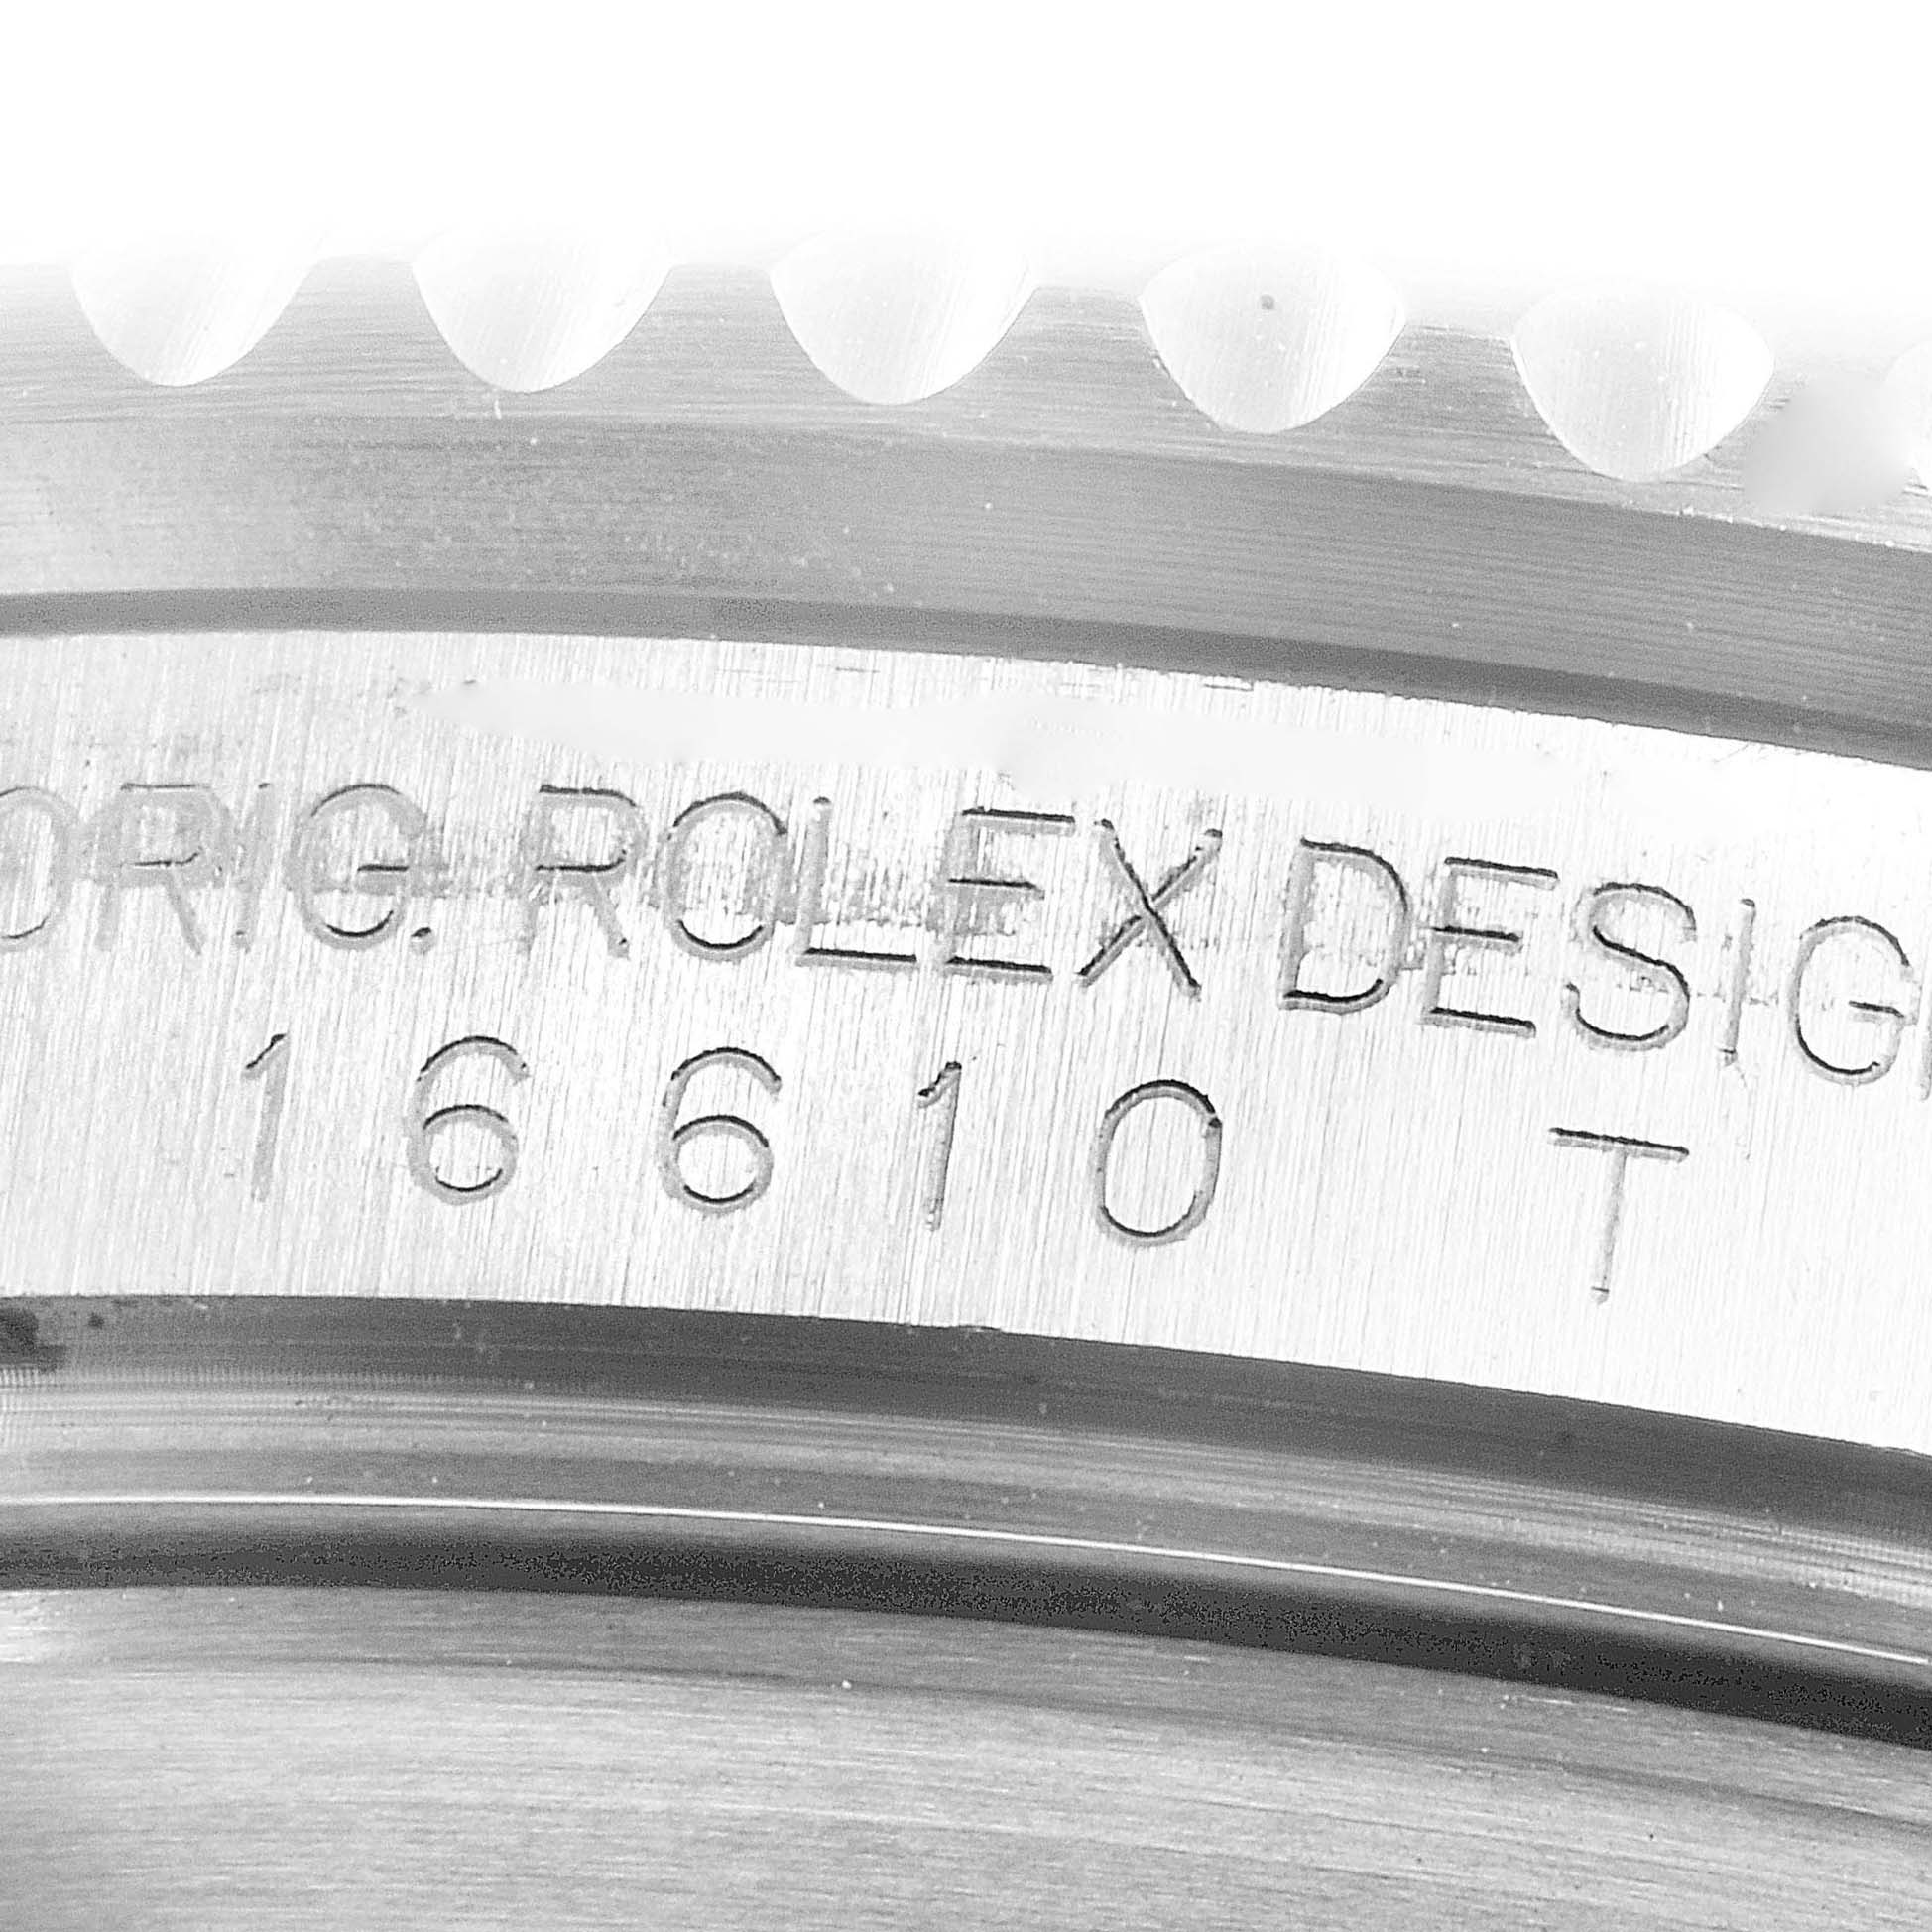 ORIG. ROLEX DESIG
16610 T